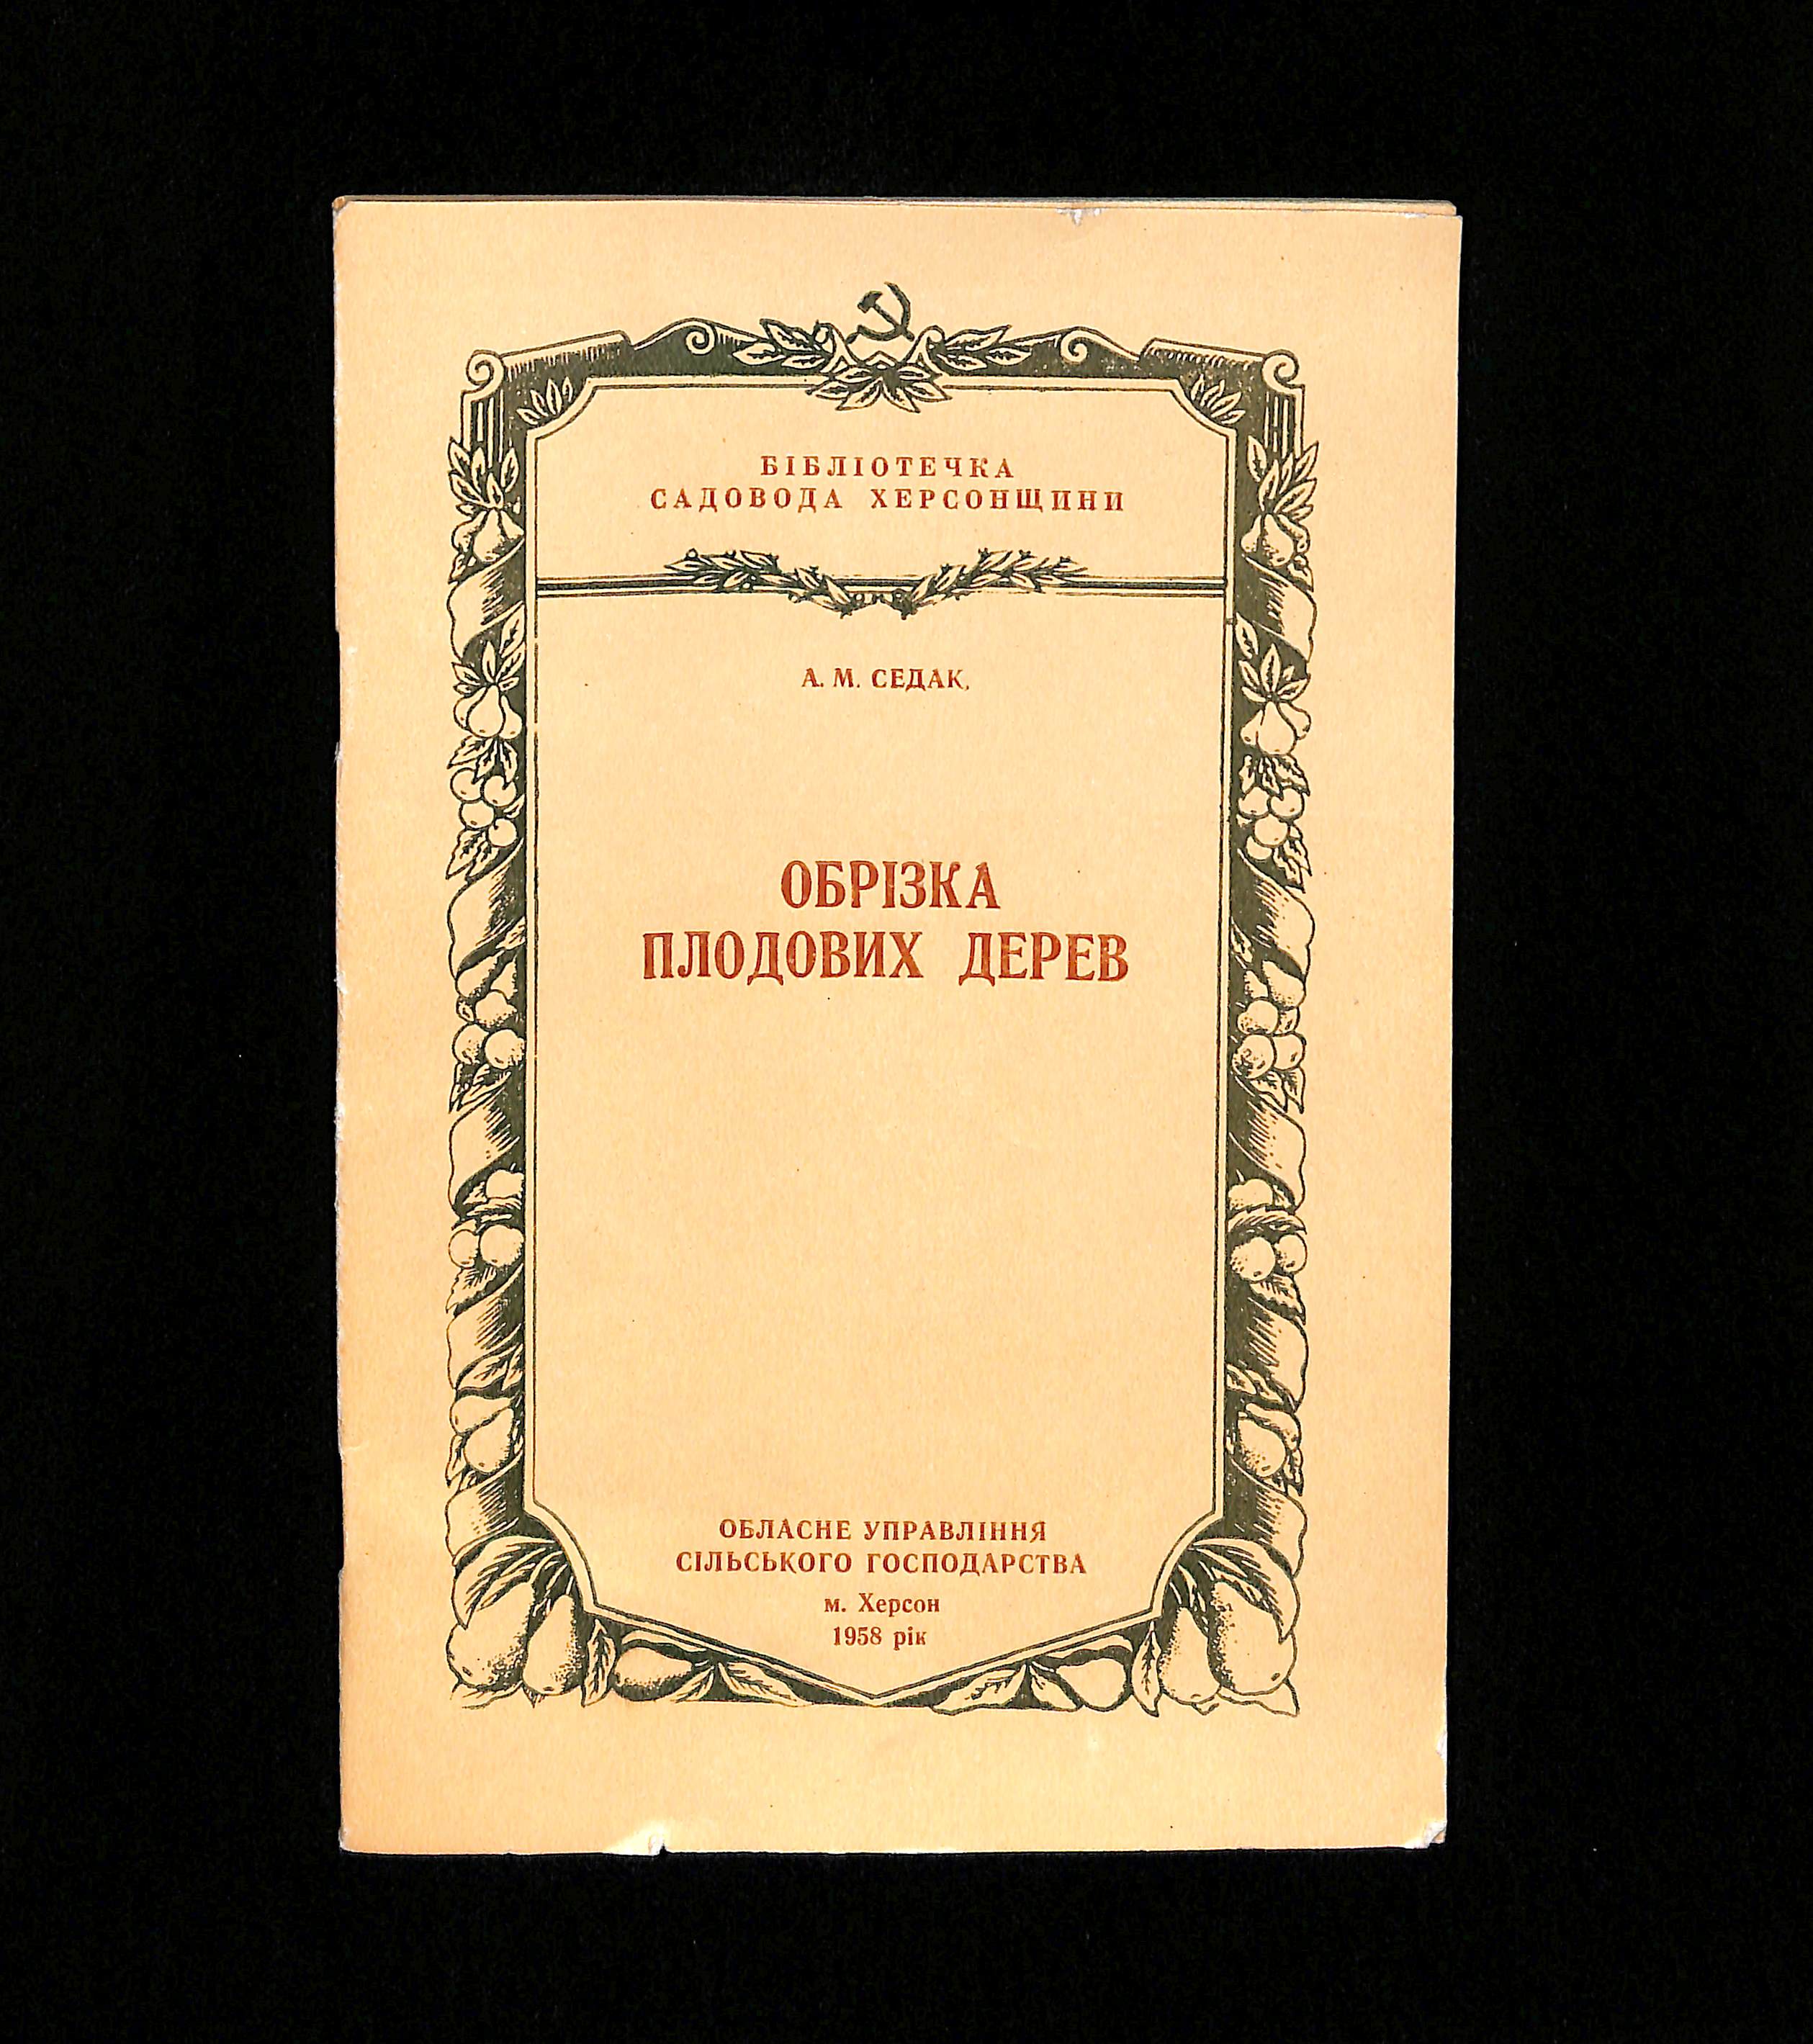 БІБЛІОТЕЧКА
САДОВОДА ХЕРСОНЩИНИ
А. М. СЕДАК,
ОБРІЗКА
ПЛОДОВИХ ДЕРЕВ
ОБЛАСНЕ УПРАВЛІННЯ
СІЛЬСЬКОГО ГОСПОДАРСТВА
м. Херсон
1958 рік